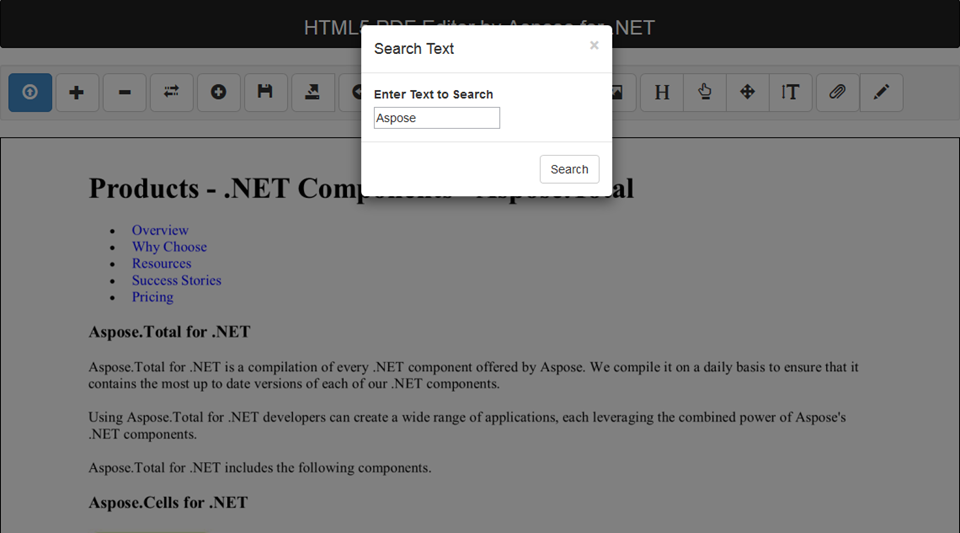 HTML5 PDF Editor by Aspose for .NET
Search Text
×
Enter Text to Search
Aspose
Search
H
T
Products - .NET Components - Aspose.Total
• Overview
• Why Choose
• Resources
• Success Stories
• Pricing
Aspose.Total for .NET
Aspose.Total for .NET is a compilation of every .NET component offered by Aspose. We compile it on a daily basis to ensure that it
contains the most up to date versions of each of our .NET components.
Using Aspose.Total for .NET developers can create a wide range of applications, each leveraging the combined power of Aspose's
.NET components.
Aspose.Total for .NET includes the following components.
Aspose.Cells for .NET